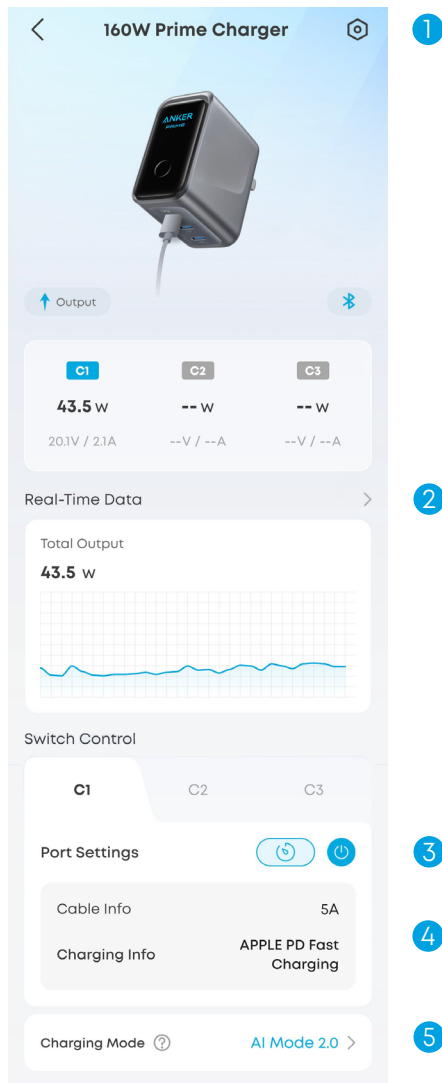 160W Prime Charger
1
ANKER
PRIME
Output
C1 C2 C3
43.5 W -- W -- W
20.1V / 2.1A --V / --A --V / --A
Real-Time Data
2
Total Output
43.5 W
Switch Control
C1 C2 C3
Port Settings
3
Cable Info 5A
4
Charging Info APPLE PD Fast
Charging
Charging Mode ? AI Mode 2.0
5